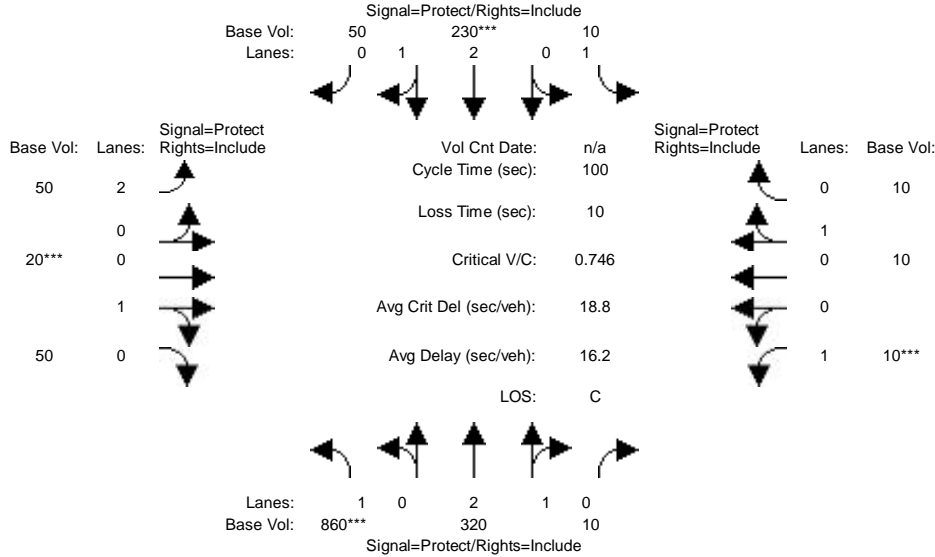 Signal=Protect/Rights=Include
Base Vol: 50 230*** 10
Lanes: 0 1 2 0 1
Signal=Protect
Base Vol: Lanes: Rights=Include
Vol Cnt Date: n/a
Signal=Protect
Rights=Include Lanes: Base Vol:
Cycle Time (sec): 100
50 2
0 10
Loss Time (sec): 10
0
1
20*** 0
Critical V/C: 0.746
0 10
1
Avg Crit Del (sec/veh): 18.8
0
50 0
Avg Delay (sec/veh): 16.2
1 10***
LOS: C
Lanes: 1 0 2 1 0
Base Vol: 860*** 320 10
Signal=Protect/Rights=Include